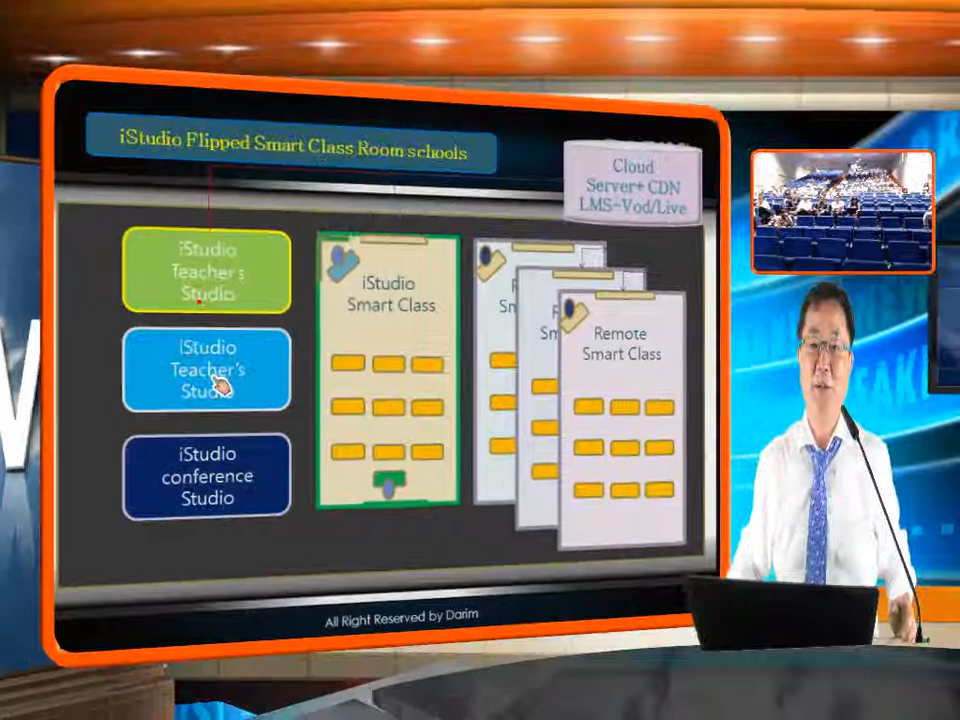 iStudio Flipped Smart Class Room schools
Cloud
Server+ CDN
LMS-Vod/Live
iStudio
Teacher's
Studio
iStudio
Teacher's
Studio
iStudio
conference
Studio
iStudio
Smart Class
Remote
Smart Class
All Right Reserved by Darim